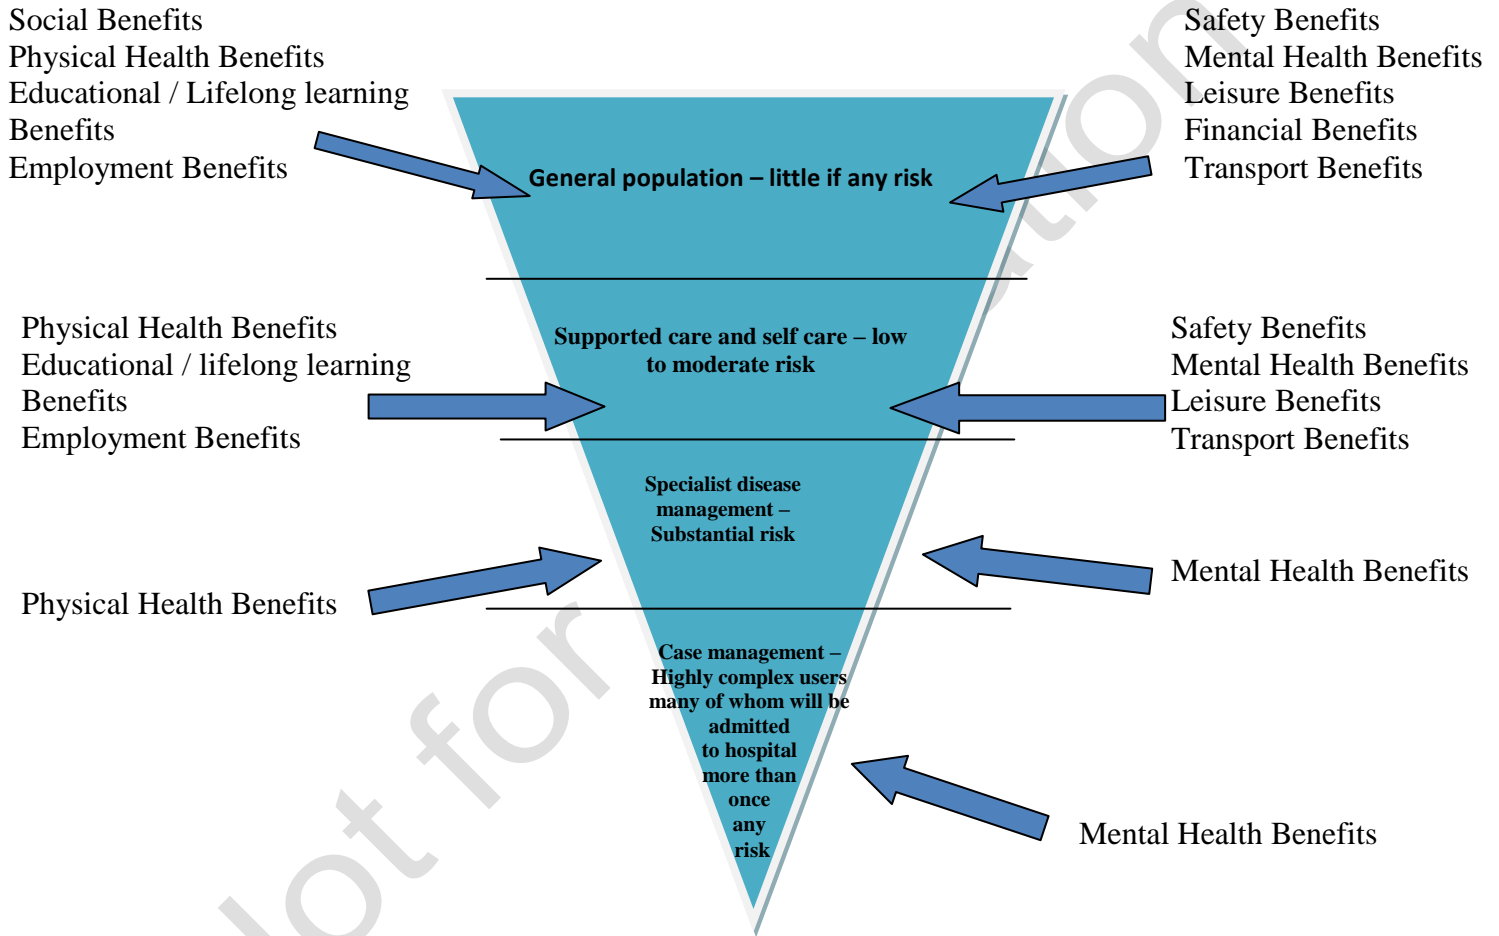 Social Benefits
Physical Health Benefits
Educational / Lifelong learning
Benefits
Employment Benefits
Safety Benefits
Mental Health Benefits
Leisure Benefits
Financial Benefits
Transport Benefits
General population – little if any risk
Physical Health Benefits
Educational / lifelong learning
Benefits
Employment Benefits
Supported care and self care – low
to moderate risk
Safety Benefits
Mental Health Benefits
Leisure Benefits
Transport Benefits
Specialist disease
management –
Substantial risk
Physical Health Benefits
Mental Health Benefits
Case management –
Highly complex users
many of whom will be
admitted
to hospital
more than
once
any
risk
Mental Health Benefits
for